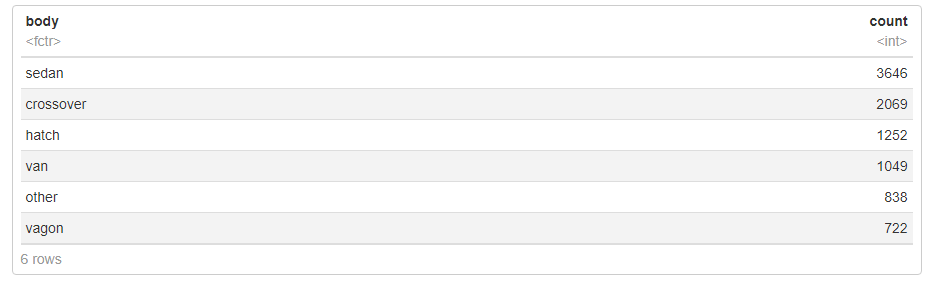 body count
<fctr> <int>
sedan 3646
crossover 2069
hatch 1252
van 1049
other 838
vagon 722
6 rows